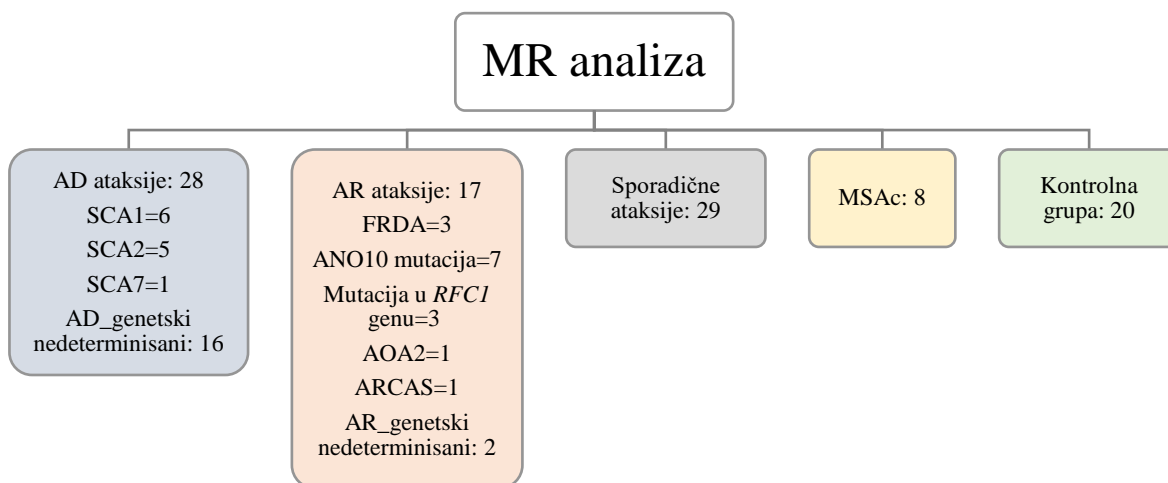 MR analiza
AD ataksije: 28
SCA1=6
SCA2=5
SCA7=1
AD_genetski
nedeterminisani: 16
AR ataksije: 17
FRDA=3
ANO10 mutacija=7
Mutacija u RFC1
genu=3
AOA2=1
ARCAS=1
AR_genetski
nedeterminisani: 2
Sporadične
ataksije: 29
MSAc: 8
Kontrolna
grupa: 20